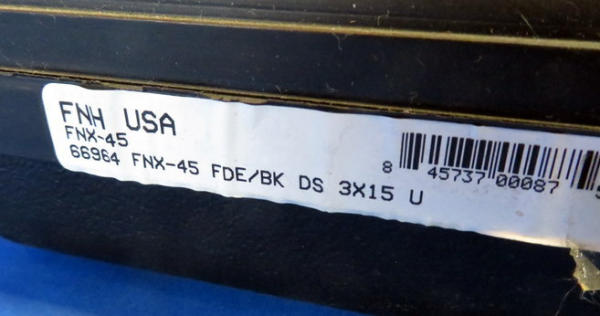 FNH USA
FNX-45
66964 FNX-45 FDE/BK DS 3X15 U
8 45737 00087